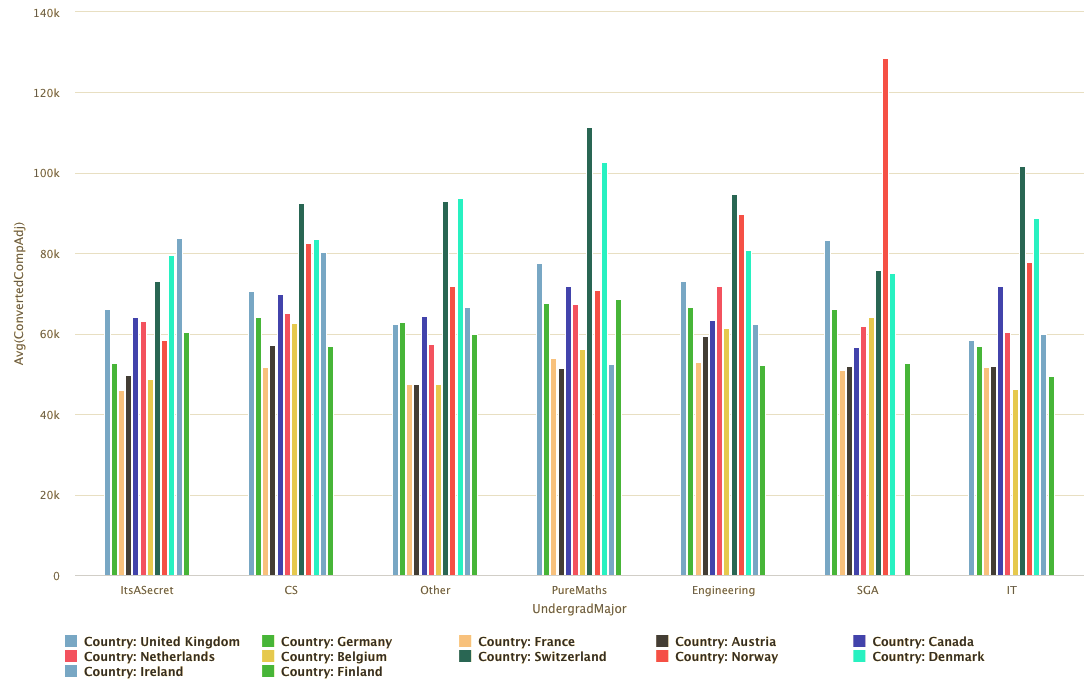 140k
120k
100k
80k
60k
40k
20k
0
Avg(ConvertedCompAdj)
ItsASecret CS Other PureMaths Engineering SGA IT
UndergradMajor
Country: United Kingdom Country: Germany Country: France Country: Austria Country: Canada
Country: Netherlands Country: Belgium Country: Switzerland Country: Norway Country: Denmark
Country: Ireland Country: Finland